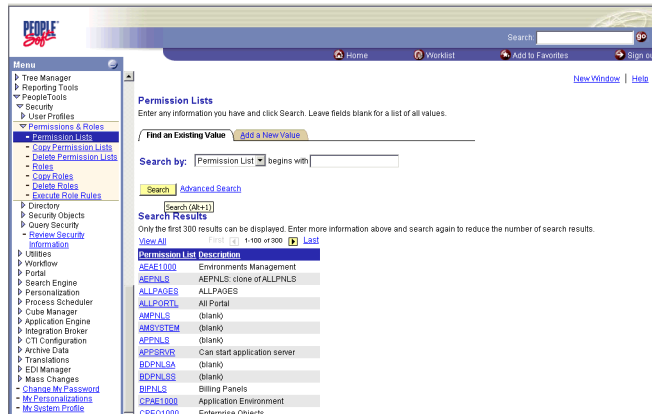 PEOPLE
Soft
Search:
go
Home
Worklist
Add to Favorites
Sign ou
Menu
Tree Manager
Reporting Tools
PeopleTools
Security
User Profiles
Permissions & Roles
Permission Lists
Copy Permission Lists
Delete Permission Lists
Roles
Copy Roles
Delete Roles
Execute Role Rules
Directory
Security Objects
Query Security
Review Security
Information
Utilities
Workflow
Portal
Search Engine
Personalization
Process Scheduler
Cube Manager
Application Engine
Integration Broker
CTI Configuration
Archive Data
Translations
EDI Manager
Mass Changes
Change My Password
My Personalizations
My System Profile
New Window | Help
Permission Lists
Enter any information you have and click Search. Leave fields blank for a list of all values.
Find an Existing Value
Add a New Value
Search by: Permission List begins with
Search
Advanced Search
Search (Alt+1)
Search Results
Only the first 300 results can be displayed. Enter more information above and search again to reduce the number of search results.
View All First 1-100 of 300 Last
Permission List Description
AEAE1000 Environments Management
AEPNLS AEPNLS: clone of ALLPNLS
ALLPAGES ALLPAGES
ALLPORTL All Portal
AMPNLS (blank)
AMSYSTEM (blank)
APPNLS (blank)
APPSRVR Can start application server
BDPNLSA (blank)
BDPNLSS (blank)
BIPNLS Billing Panels
CPAE1000 Application Environment
CPEO1000 Enterprise Objects